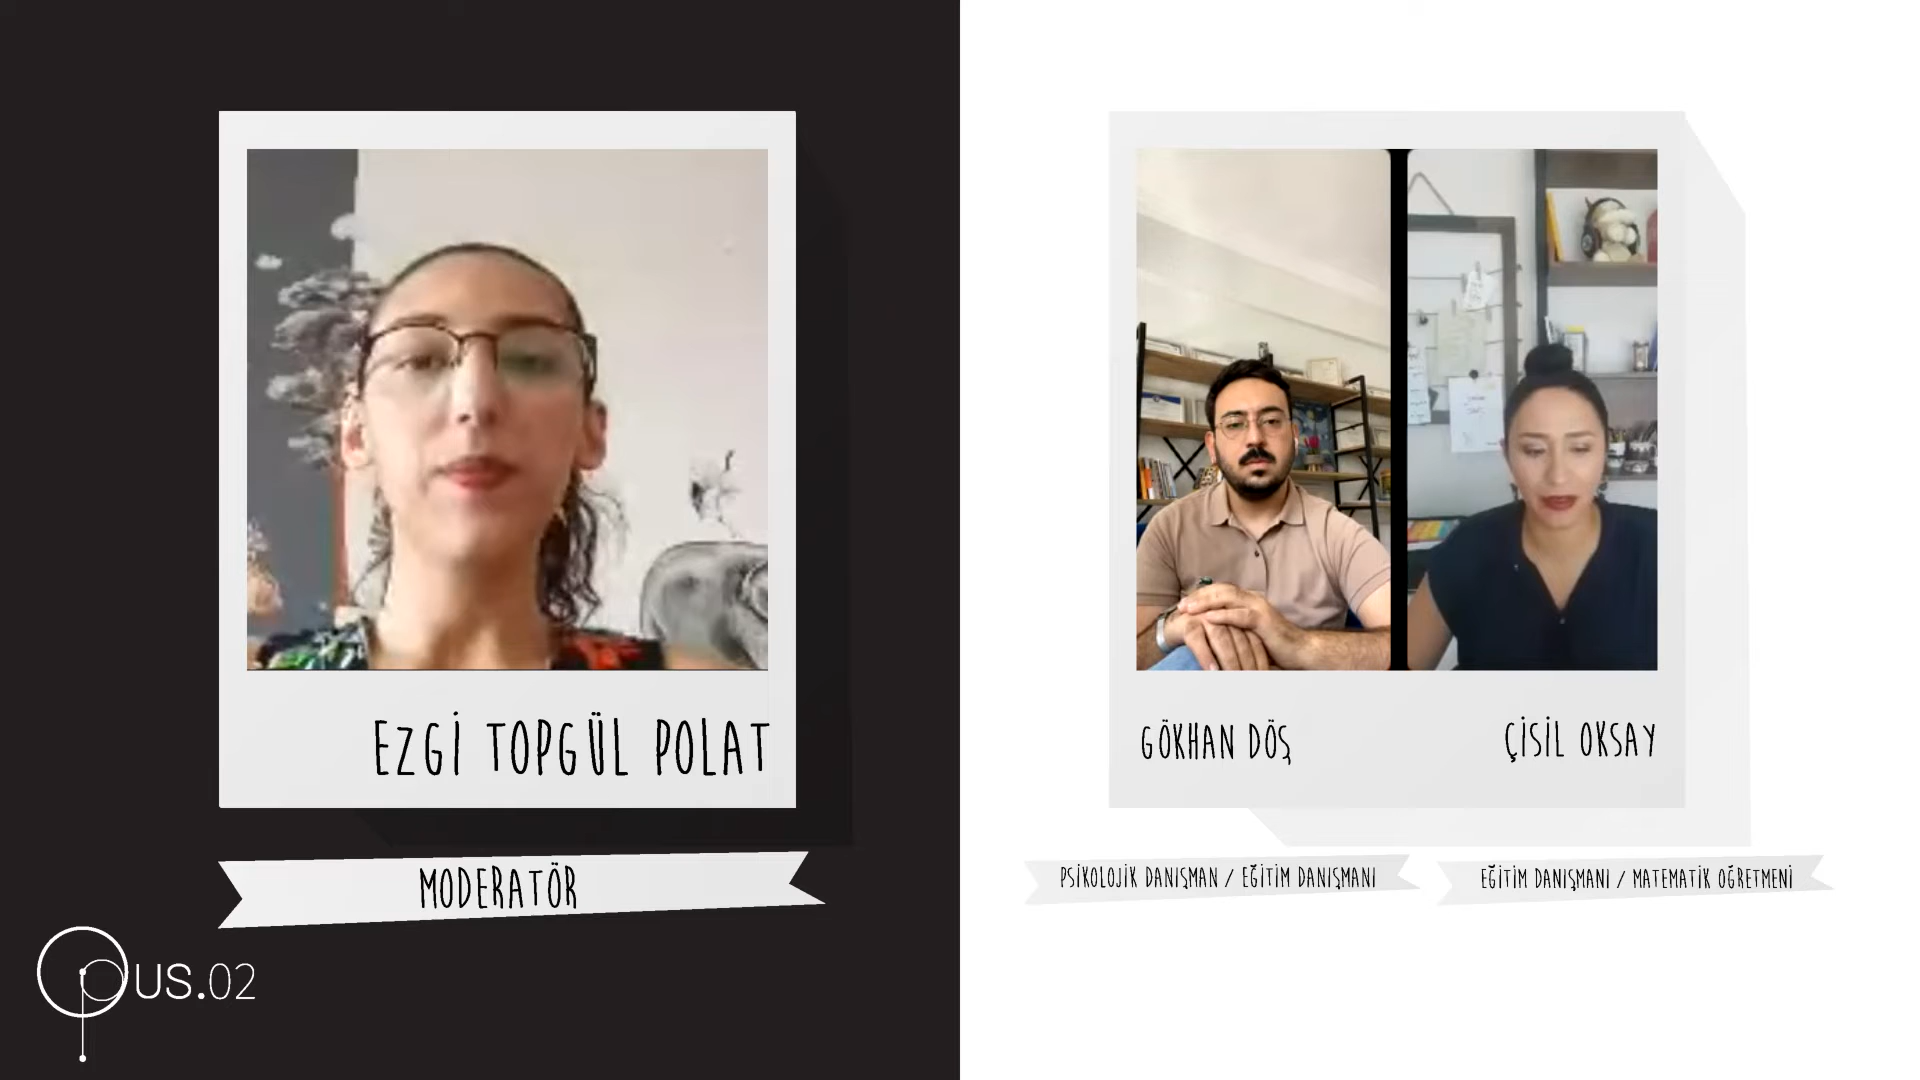 EZGİ TOPGÜL POLAT
MODERATÖR
GÖKHAN DÖŞ
ÇİSİL OKSAY
PSİKOLOJİK DANIŞMAN / EĞİTİM DANIŞMANI
EĞİTİM DANIŞMANI / MATEMATİK ÖĞRETMENİ
OPUS.02